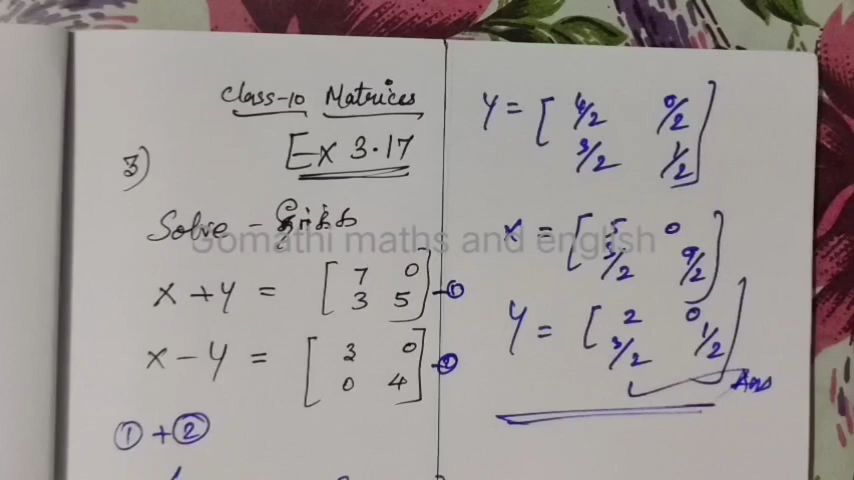 Class-10 Matrices
Ex 3.17
3)
Solve -
Gomathi maths and english
x + y = [ 7 0
3 5 ] - ①
x - y = [ 3 0
0 4 ] - ②
① + ②
y = [ 4/2 0/2
3/2 1/2 ]
x = [ 5 0
3/2 9/2 ]
y = [ 2 0
3/2 1/2 ]
Ans